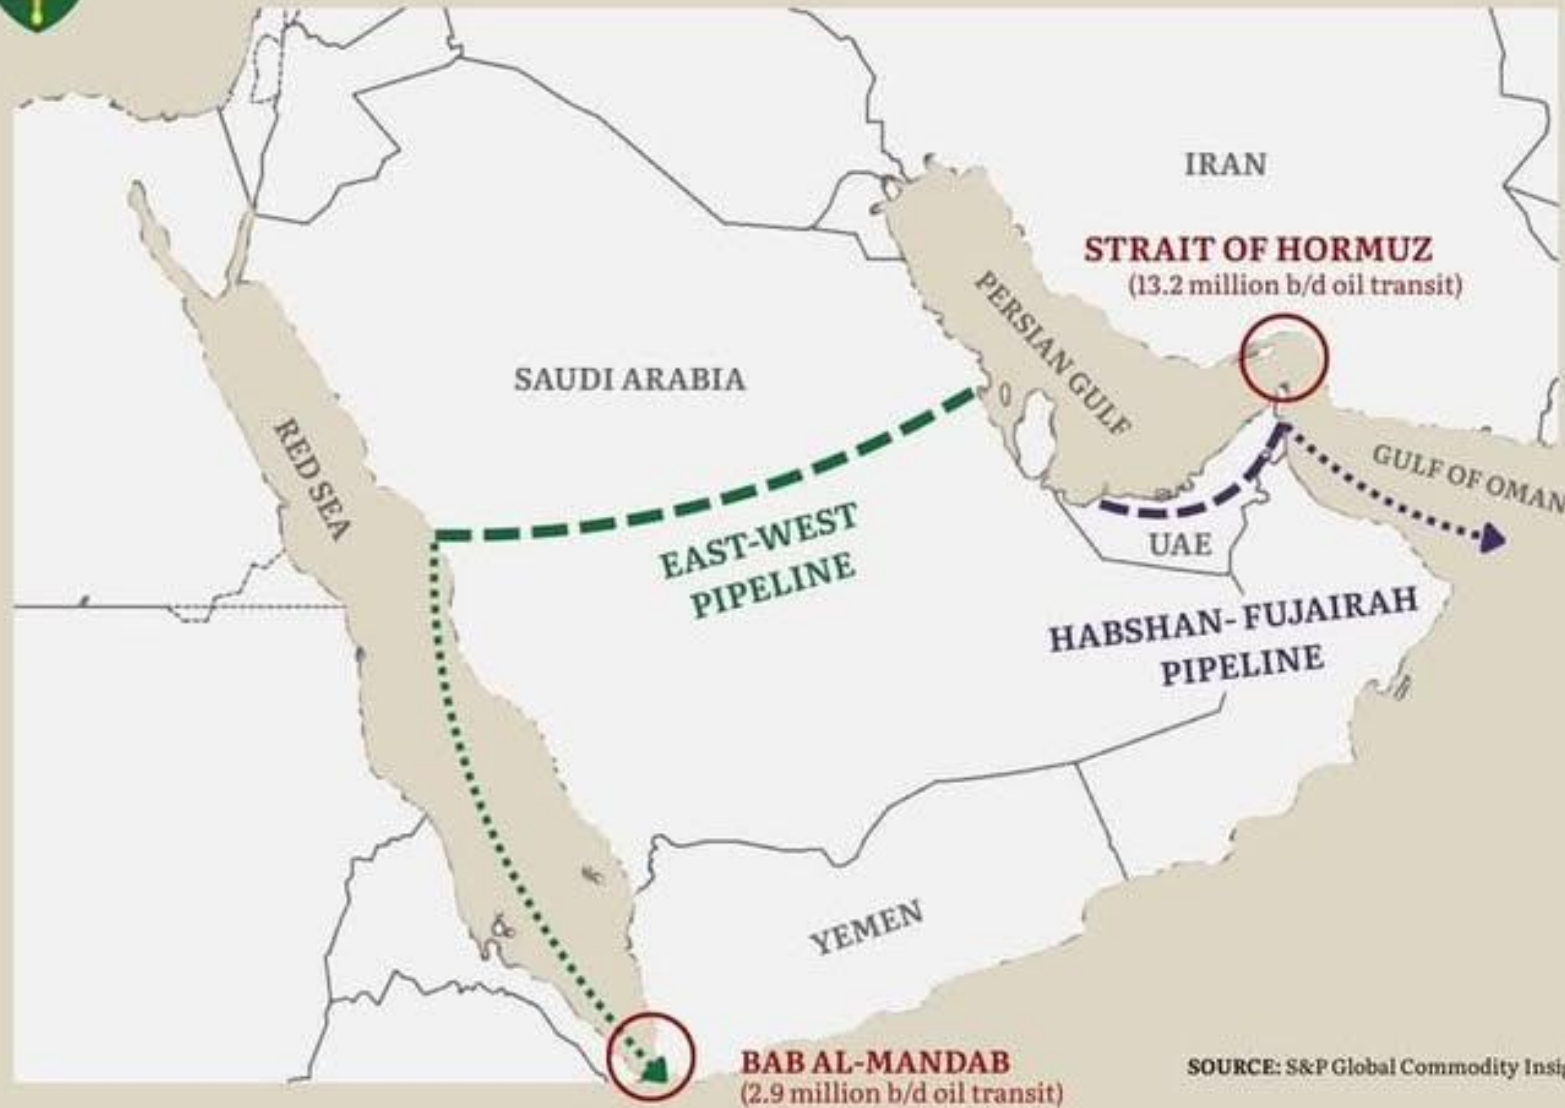 IRAN
STRAIT OF HORMUZ
(13.2 million b/d oil transit)
PERSIAN GULF
SAUDI ARABIA
RED SEA
GULF OF OMAN
EAST-WEST
PIPELINE
UAE
HABSHAN- FUJAIRAH
PIPELINE
YEMEN
BAB AL-MANDAB
(2.9 million b/d oil transit)
SOURCE: S&P Global Commodity Insig